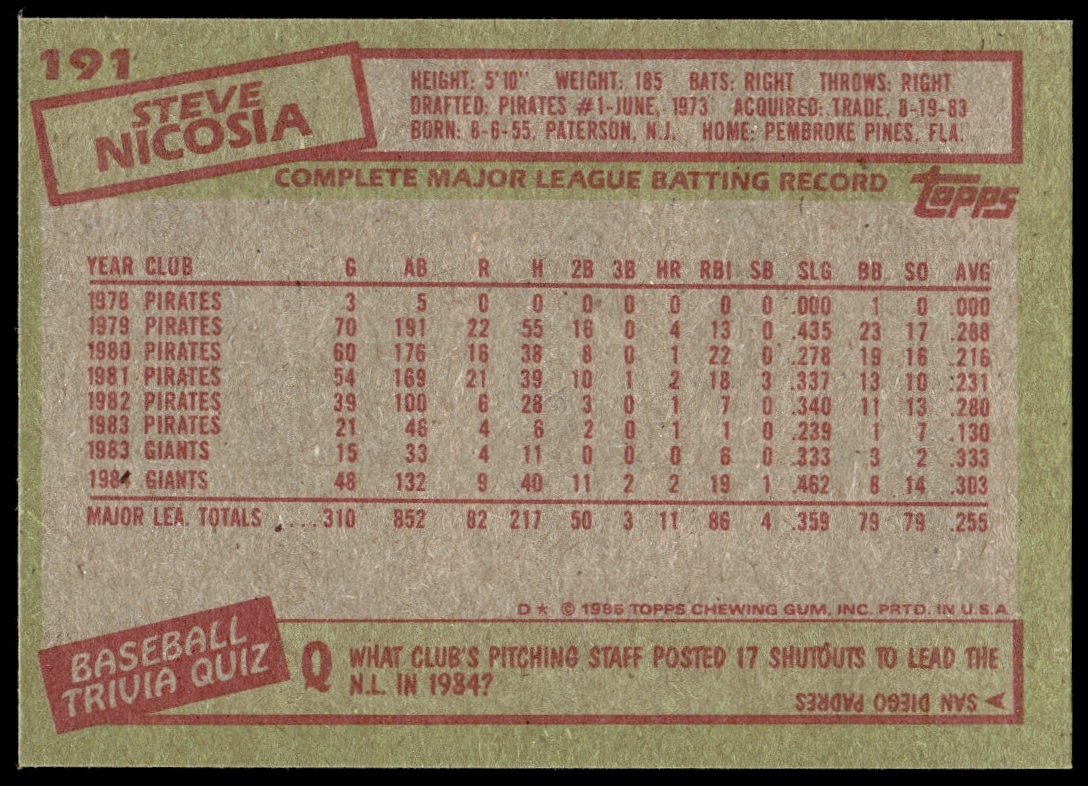 191
STEVE
NICOSIA
HEIGHT: 5'10" WEIGHT: 185 BATS: RIGHT THROWS: RIGHT
DRAFTED: PIRATES #1-JUNE, 1973 ACQUIRED: TRADE, 8-19-83
BORN: 8-6-55, PATERSON, N.J. HOME: PEMBROKE PINES, FLA.
COMPLETE MAJOR LEAGUE BATTING RECORD
topps
YEAR CLUB G AB R H 2B 3B HR RBI SB SLG BB SO AVG
1978 PIRATES 3 5 0 0 0 0 0 0 0 .000 1 0 .000
1979 PIRATES 70 191 22 55 16 0 4 13 0 .435 23 17 .288
1980 PIRATES 60 176 16 38 8 0 1 22 0 .278 19 16 .216
1981 PIRATES 54 169 21 39 10 1 2 18 3 .337 13 10 .231
1982 PIRATES 39 100 6 28 3 0 1 7 0 .340 11 13 .280
1983 PIRATES 21 46 4 6 2 0 1 1 0 .239 1 7 .130
1983 GIANTS 15 33 4 11 0 0 0 6 0 .333 3 2 .333
1984 GIANTS 48 132 9 40 11 2 2 19 1 .462 8 14 .303
MAJOR LEA. TOTALS ....310 852 82 217 50 3 11 86 4 .359 79 79 .255
D★ © 1985 TOPPS CHEWING GUM, INC. PRTD. IN U.S.A.
BASEBALL
TRIVIA QUIZ
Q WHAT CLUB'S PITCHING STAFF POSTED 17 SHUTOUTS TO LEAD THE
N.L. IN 1984?
A SAN DIEGO PADRES